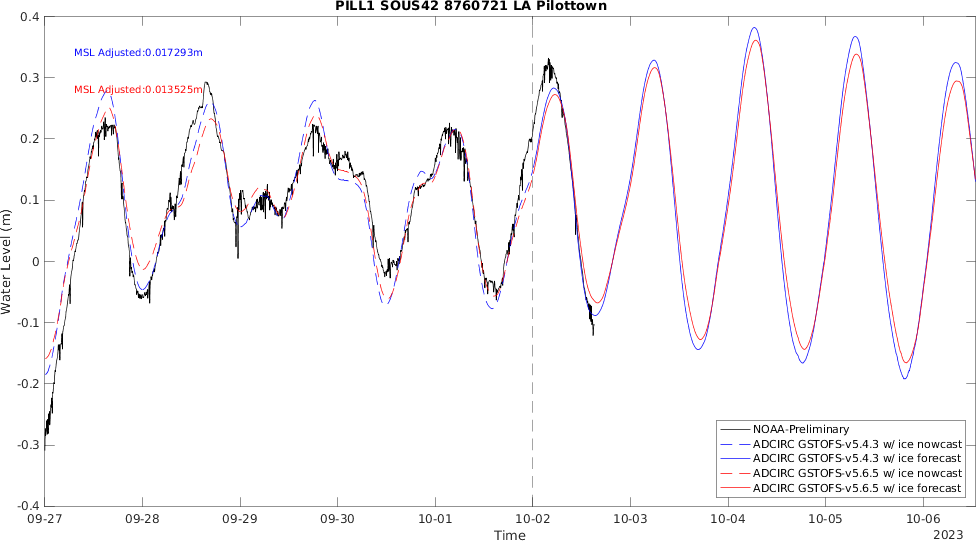 PILL1 SOUS42 8760721 LA Pilottown
MSL Adjusted:0.017293m
MSL Adjusted:0.013525m
Water Level (m)
0.4
0.3
0.2
0.1
0
-0.1
-0.2
-0.3
-0.4
09-27 09-28 09-29 09-30 10-01 10-02 10-03 10-04 10-05 10-06
Time
2023
NOAA-Preliminary
ADCIRC GSTOFS-v5.4.3 w/ ice nowcast
ADCIRC GSTOFS-v5.4.3 w/ ice forecast
ADCIRC GSTOFS-v5.6.5 w/ ice nowcast
ADCIRC GSTOFS-v5.6.5 w/ ice forecast